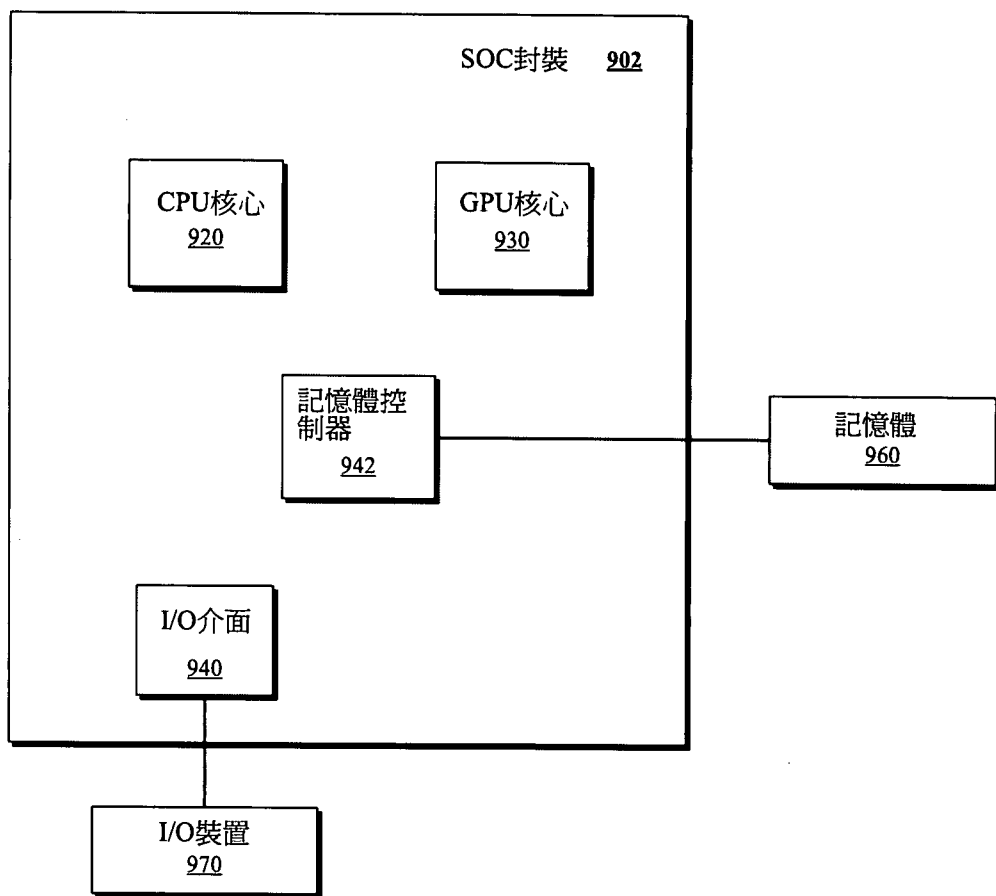 SOC封裝 902
CPU核心
920
GPU核心
930
記憶體控
制器
942
記憶體
960
I/O介面
940
I/O裝置
970